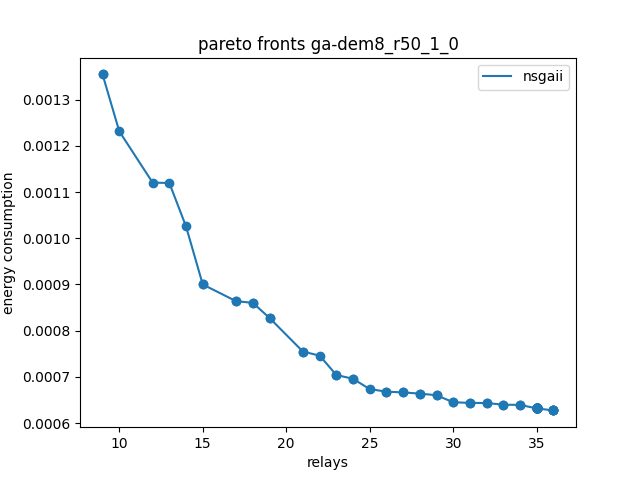 pareto fronts ga-dem8_r50_1_0
nsgaii
energy consumption
0.0013
0.0012
0.0011
0.0010
0.0009
0.0008
0.0007
0.0006
10 15 20 25 30 35
relays